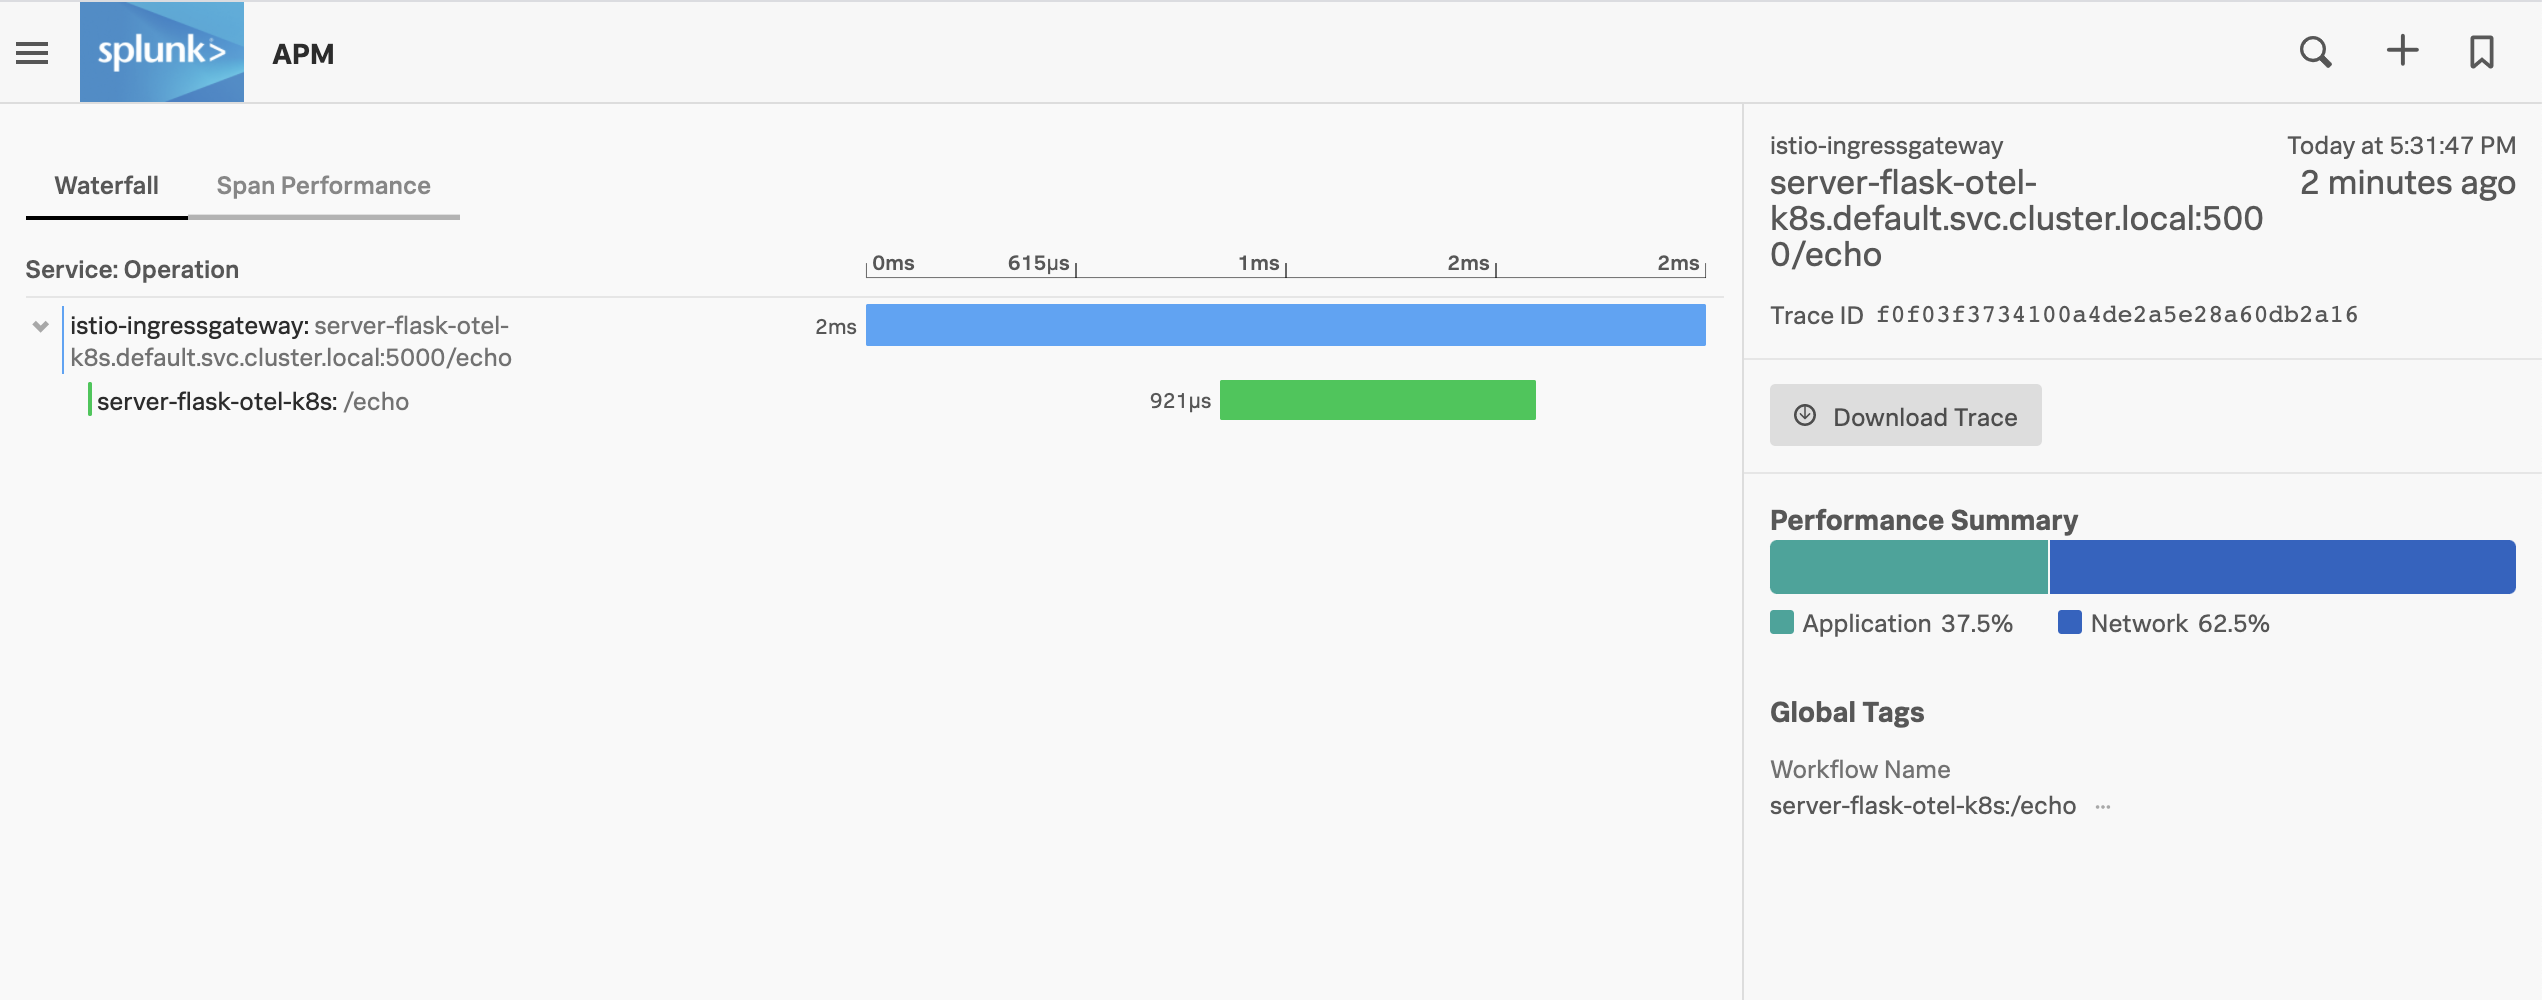 splunk> APM
Waterfall Span Performance
Service: Operation 0ms 615µs 1ms 2ms 2ms
istio-ingressgateway: server-flask-otel-
k8s.default.svc.cluster.local:5000/echo
2ms
server-flask-otel-k8s: /echo
921µs
istio-ingressgateway Today at 5:31:47 PM
server-flask-otel- 2 minutes ago
k8s.default.svc.cluster.local:500
0/echo
Trace ID f0f03f3734100a4de2a5e28a60db2a16
Download Trace
Performance Summary
Application 37.5% Network 62.5%
Global Tags
Workflow Name
server-flask-otel-k8s:/echo ...